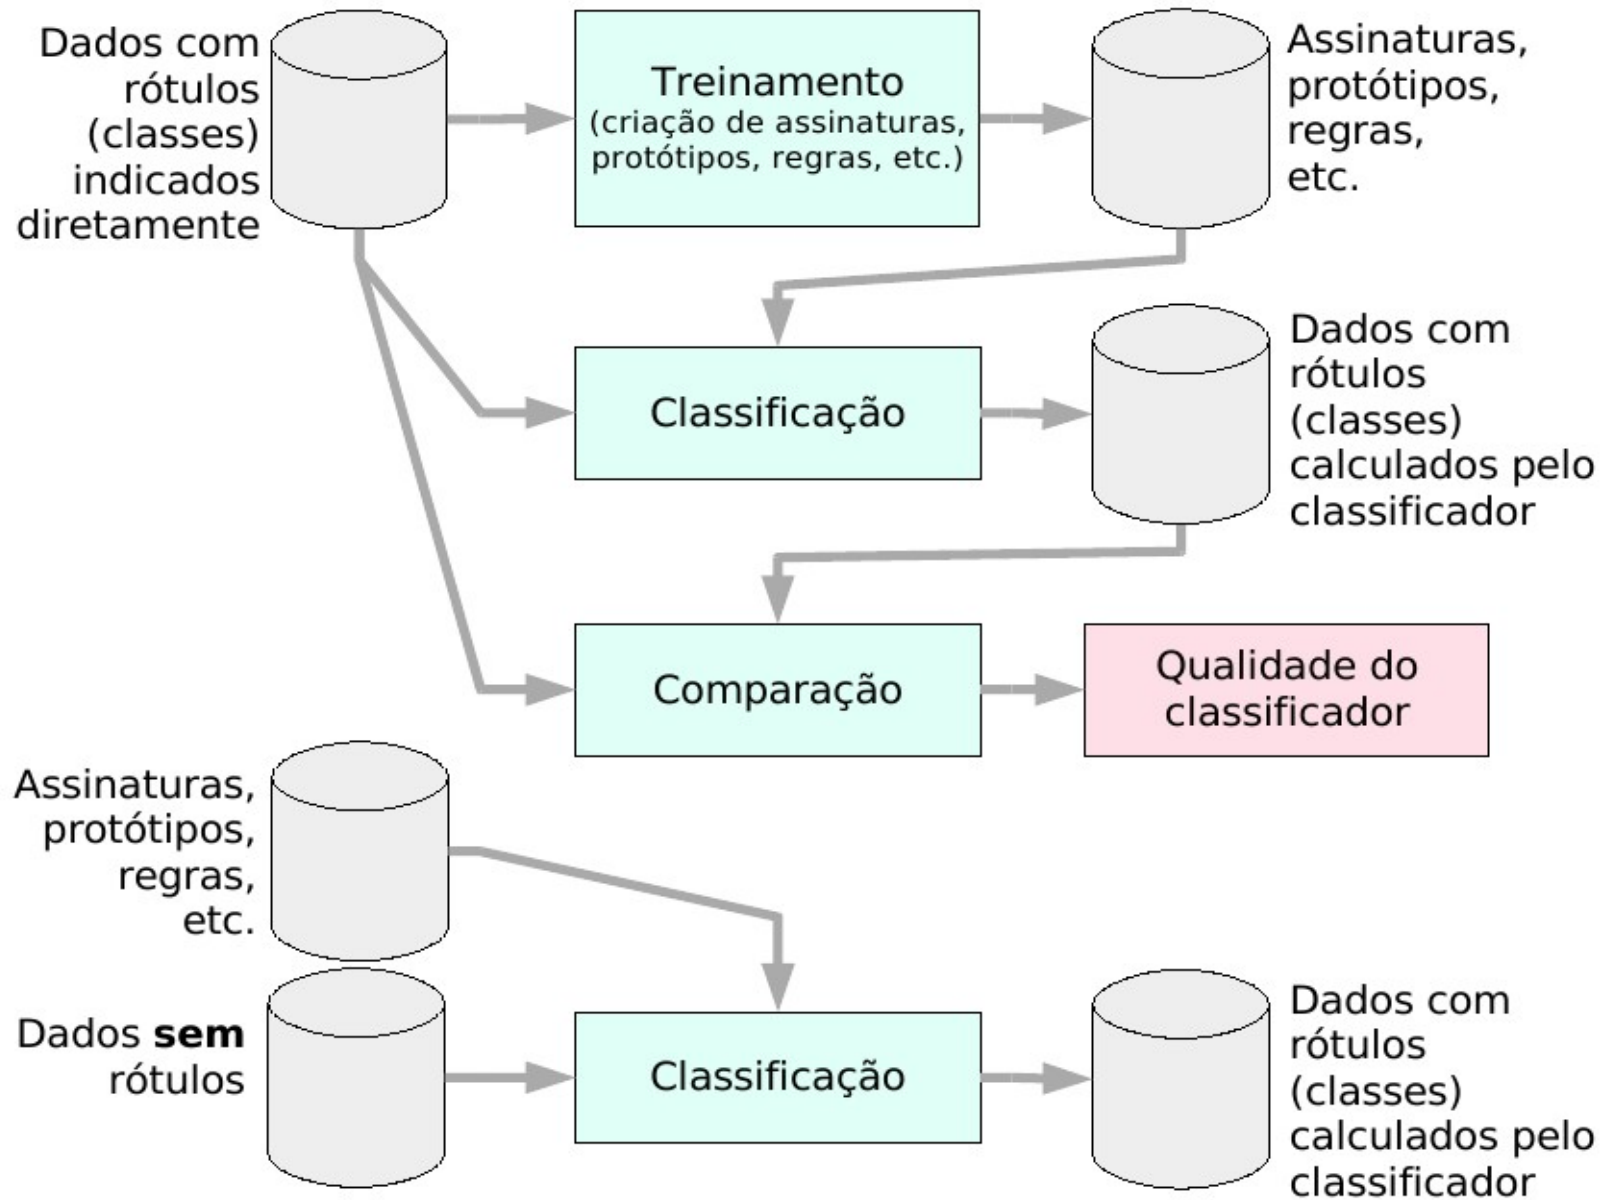 Dados com
rótulos
(classes)
indicados
diretamente
Treinamento
(criação de assinaturas,
protótipos, regras, etc.)
Assinaturas,
protótipos,
regras,
etc.
Classificação
Dados com
rótulos
(classes)
calculados pelo
classificador
Comparação
Qualidade do
classificador
Assinaturas,
protótipos,
regras,
etc.
Dados sem
rótulos
Classificação
Dados com
rótulos
(classes)
calculados pelo
classificador